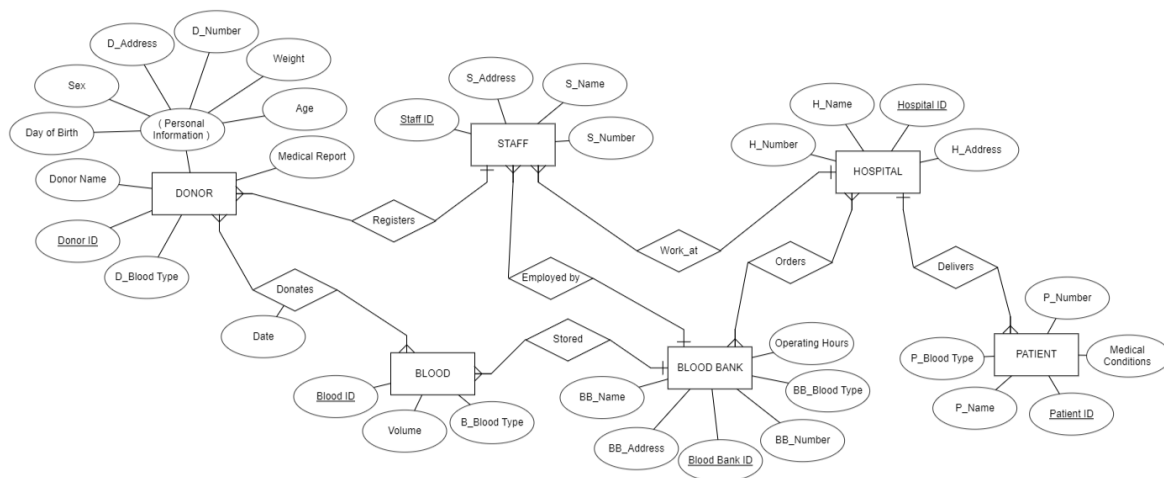 D_Address
D_Number
Weight
Sex
Age
Day of Birth
( Personal
Information )
Medical Report
Donor Name
DONOR
Donor ID
D_Blood Type
Registers
Donates
Date
S_Address
S_Name
Staff ID
S_Number
STAFF
Work_at
Employed by
H_Name
Hospital ID
H_Number
H_Address
HOSPITAL
Orders
Delivers
Stored
BLOOD
Blood ID
Volume
B_Blood Type
Operating Hours
BLOOD BANK
BB_Name
BB_Blood Type
BB_Address
BB_Number
Blood Bank ID
P_Number
P_Blood Type
PATIENT
Medical
Conditions
P_Name
Patient ID